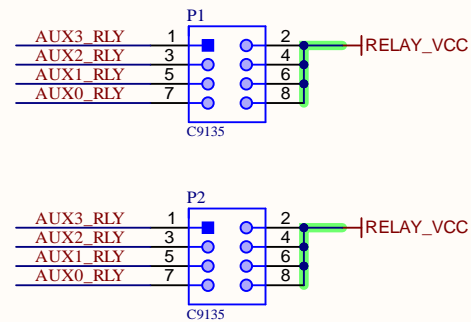 P1
AUX3_RLY 1 2 RELAY_VCC
AUX2_RLY 3 4
AUX1_RLY 5 6
AUX0_RLY 7 8
C9135
P2
AUX3_RLY 1 2 RELAY_VCC
AUX2_RLY 3 4
AUX1_RLY 5 6
AUX0_RLY 7 8
C9135